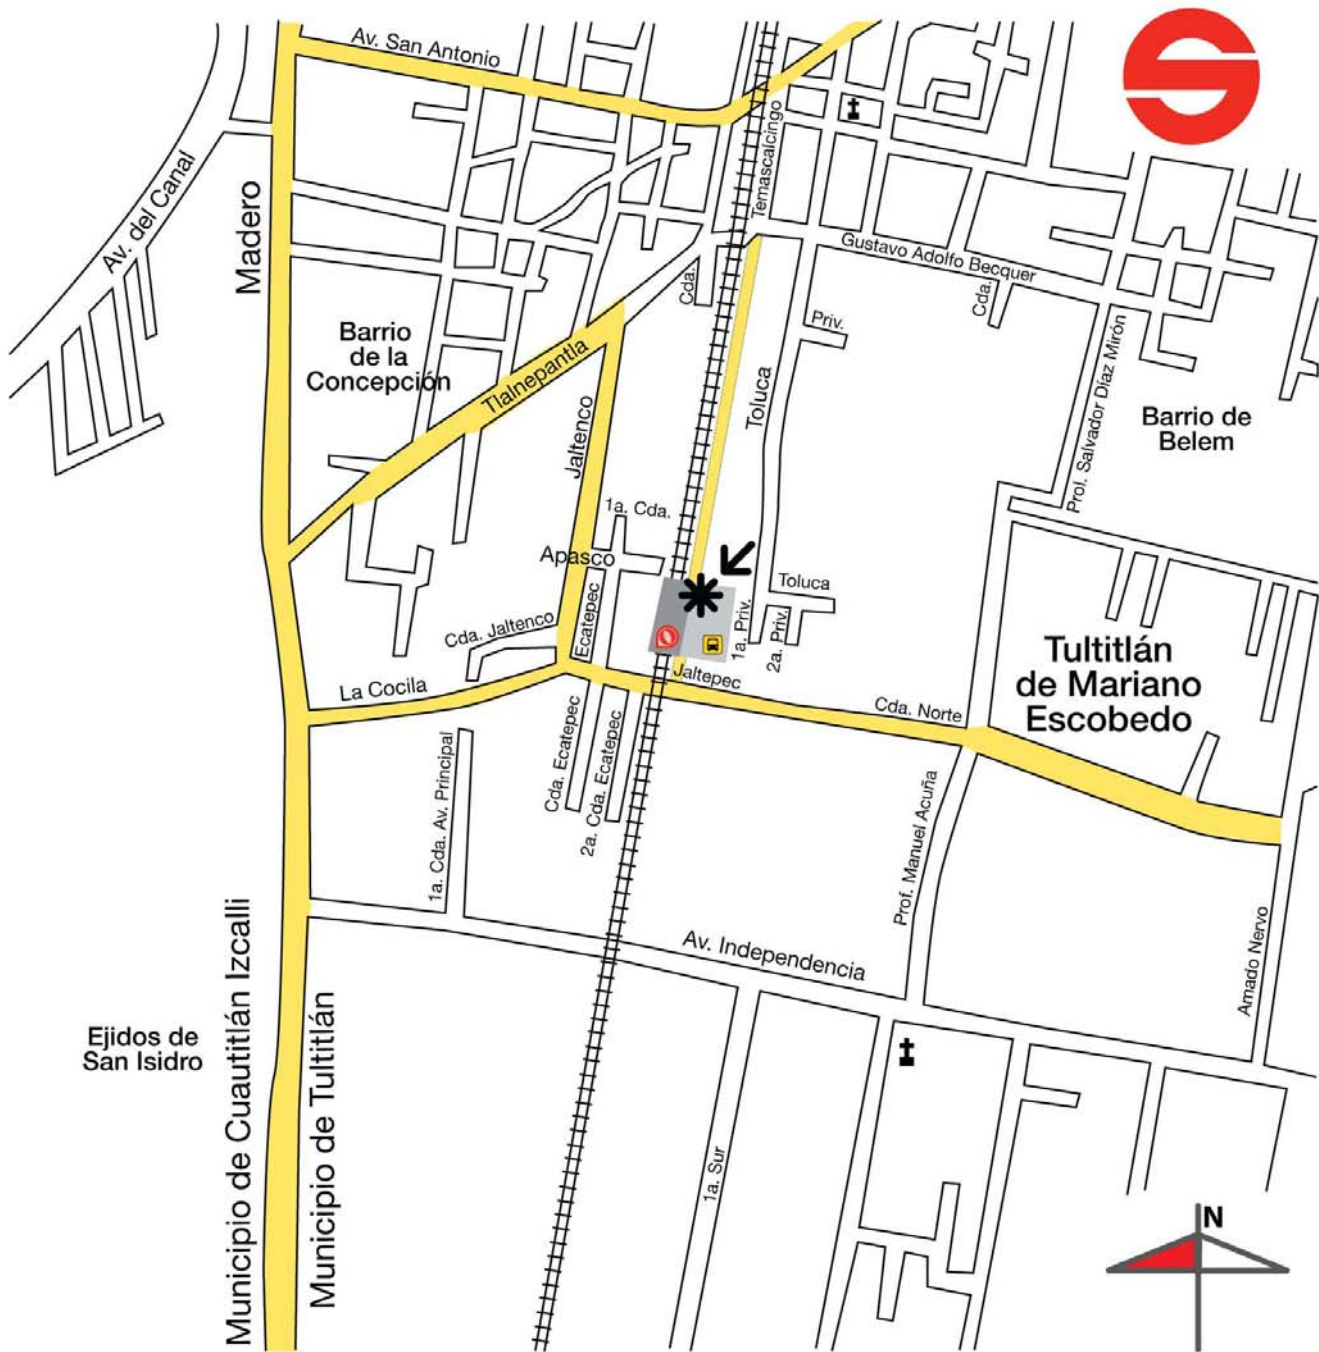 Av. San Antonio
Av. del Canal
Madero
Temascalcingo
Gustavo Adolfo Becquer
Cda.
Cda.
Priv.
Barrio
de la
Concepción
Tlalnepantla
Jaltenco
Toluca
Prol. Salvador Díaz Mirón
Barrio de
Belem
1a. Cda.
Apasco
Ecatepec
Toluca
1a. Priv.
2a. Priv.
Cda. Jaltenco
Jaltepec
La Cocila
Cda. Norte
Tultitlán
de Mariano
Escobedo
Cda. Ecatepec
2a. Cda. Ecatepec
1a. Cda. Av. Principal
Prof. Manuel Acuña
Av. Independencia
Amado Nervo
Ejidos de
San Isidro
Municipio de Cuautitlán Izcalli
Municipio de Tultitlán
1a. Sur
N